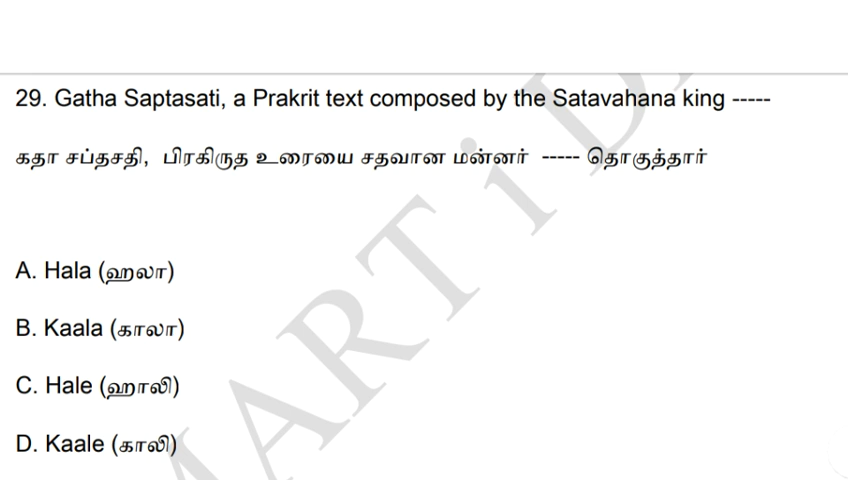 29. Gatha Saptasati, a Prakrit text composed by the Satavahana king -----
கதா சப்தசதி, பிரகிருத உரையை சதவான மன்னர் ----- தொகுத்தார்
A. Hala (ஹலா)
B. Kaala (காலா)
C. Hale (ஹாலி)
D. Kaale (காலி)